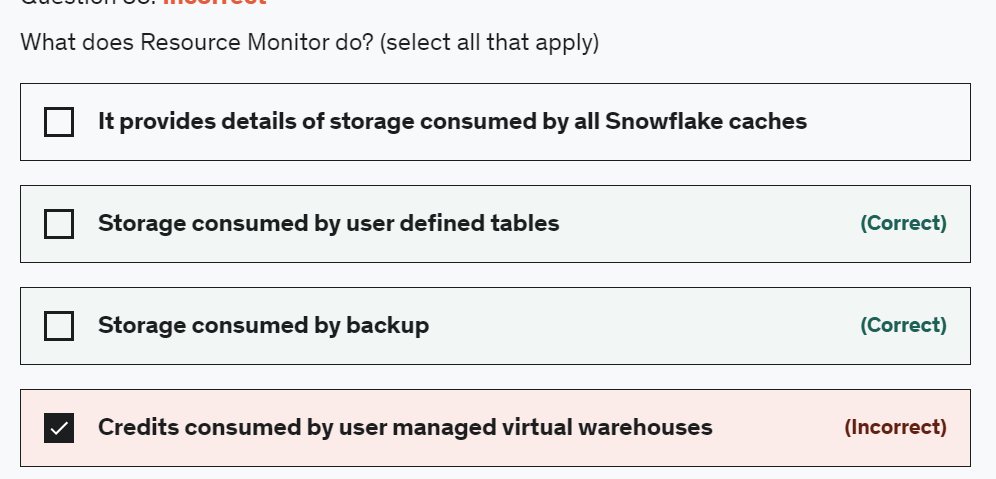 Incorrect
What does Resource Monitor do? (select all that apply)
It provides details of storage consumed by all Snowflake caches
Storage consumed by user defined tables (Correct)
Storage consumed by backup (Correct)
Credits consumed by user managed virtual warehouses (Incorrect)